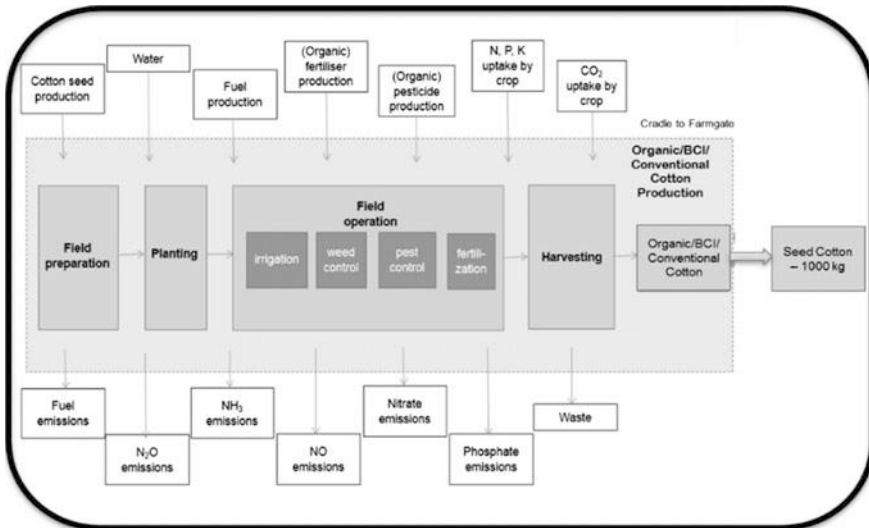 Cotton seed
production
Water
Fuel
production
(Organic)
fertiliser
production
(Organic)
pesticide
production
N, P, K
uptake by
crop
CO₂
uptake by
crop
Cradle to Farmgate
Organic/BCI/
Conventional
Cotton
Production
Field
preparation
Planting
Field
operation
irrigation
weed
control
pest
control
fertili-
zation
Harvesting
Organic/BCI/
Conventional
Cotton
Seed Cotton
– 1000 kg
Fuel
emissions
N₂O
emissions
NH₃
emissions
NO
emissions
Nitrate
emissions
Phosphate
emissions
Waste